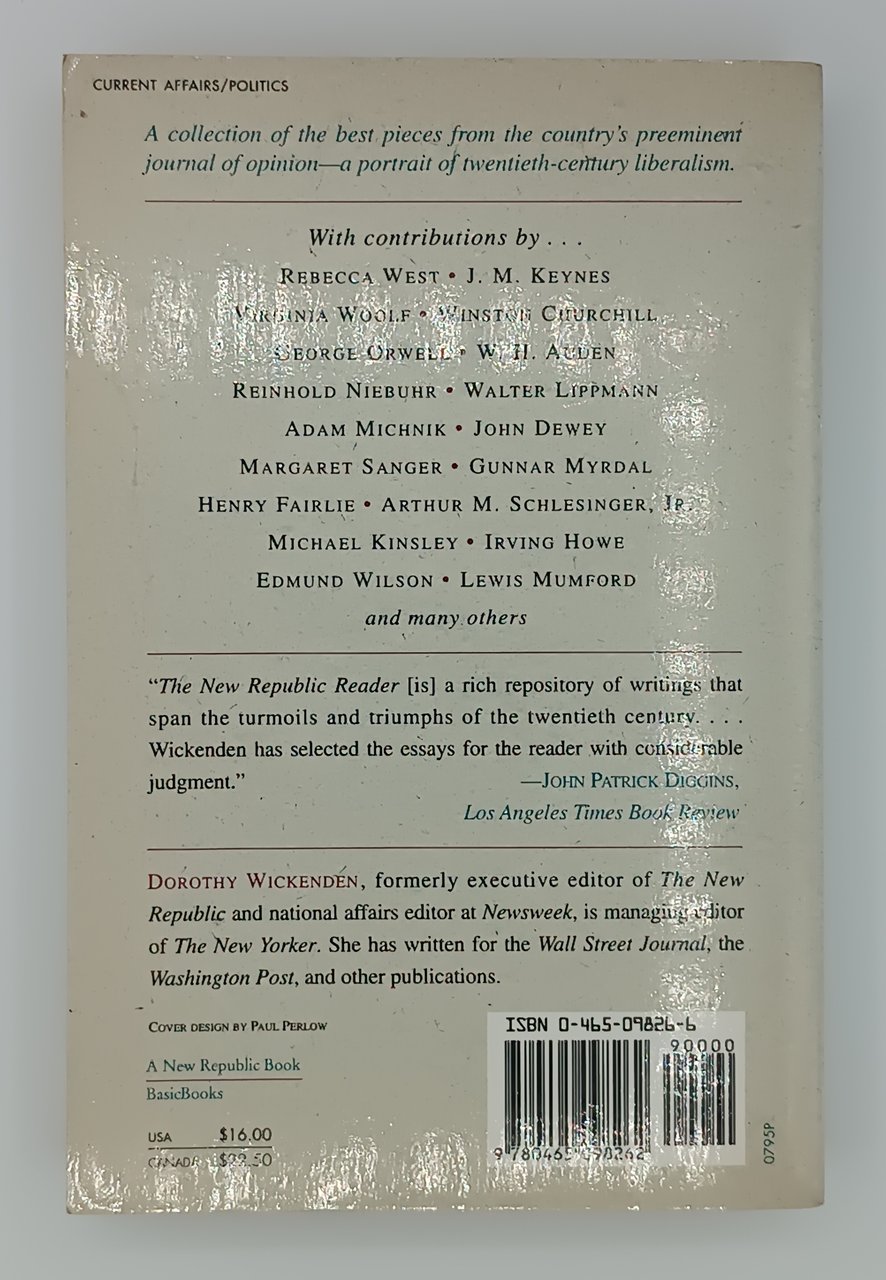 CURRENT AFFAIRS/POLITICS
A collection of the best pieces from the country's preeminent
journal of opinion—a portrait of twentieth-century liberalism.
With contributions by . . .
REBECCA WEST • J. M. KEYNES
VIRGINIA WOOLF • WINSTON CHURCHILL
GEORGE ORWELL • W. H. AUDEN
REINHOLD NIEBUHR • WALTER LIPPMANN
ADAM MICHNIK • JOHN DEWEY
MARGARET SANGER • GUNNAR MYRDAL
HENRY FAIRLIE • ARTHUR M. SCHLESINGER, JR.
MICHAEL KINSLEY • IRVING HOWE
EDMUND WILSON • LEWIS MUMFORD
and many others
"The New Republic Reader [is] a rich repository of writings that
span the turmoils and triumphs of the twentieth century. . . .
Wickenden has selected the essays for the reader with considerable
judgment." —JOHN PATRICK DIGGINS,
Los Angeles Times Book Review
DOROTHY WICKENDEN, formerly executive editor of The New
Republic and national affairs editor at Newsweek, is managing editor
of The New Yorker. She has written for the Wall Street Journal, the
Washington Post, and other publications.
COVER DESIGN BY PAUL PERLOW
A New Republic Book
BasicBooks
USA $16.00
CANADA $22.50
ISBN 0-465-09826-6
90000
9 780465 098262
0795P